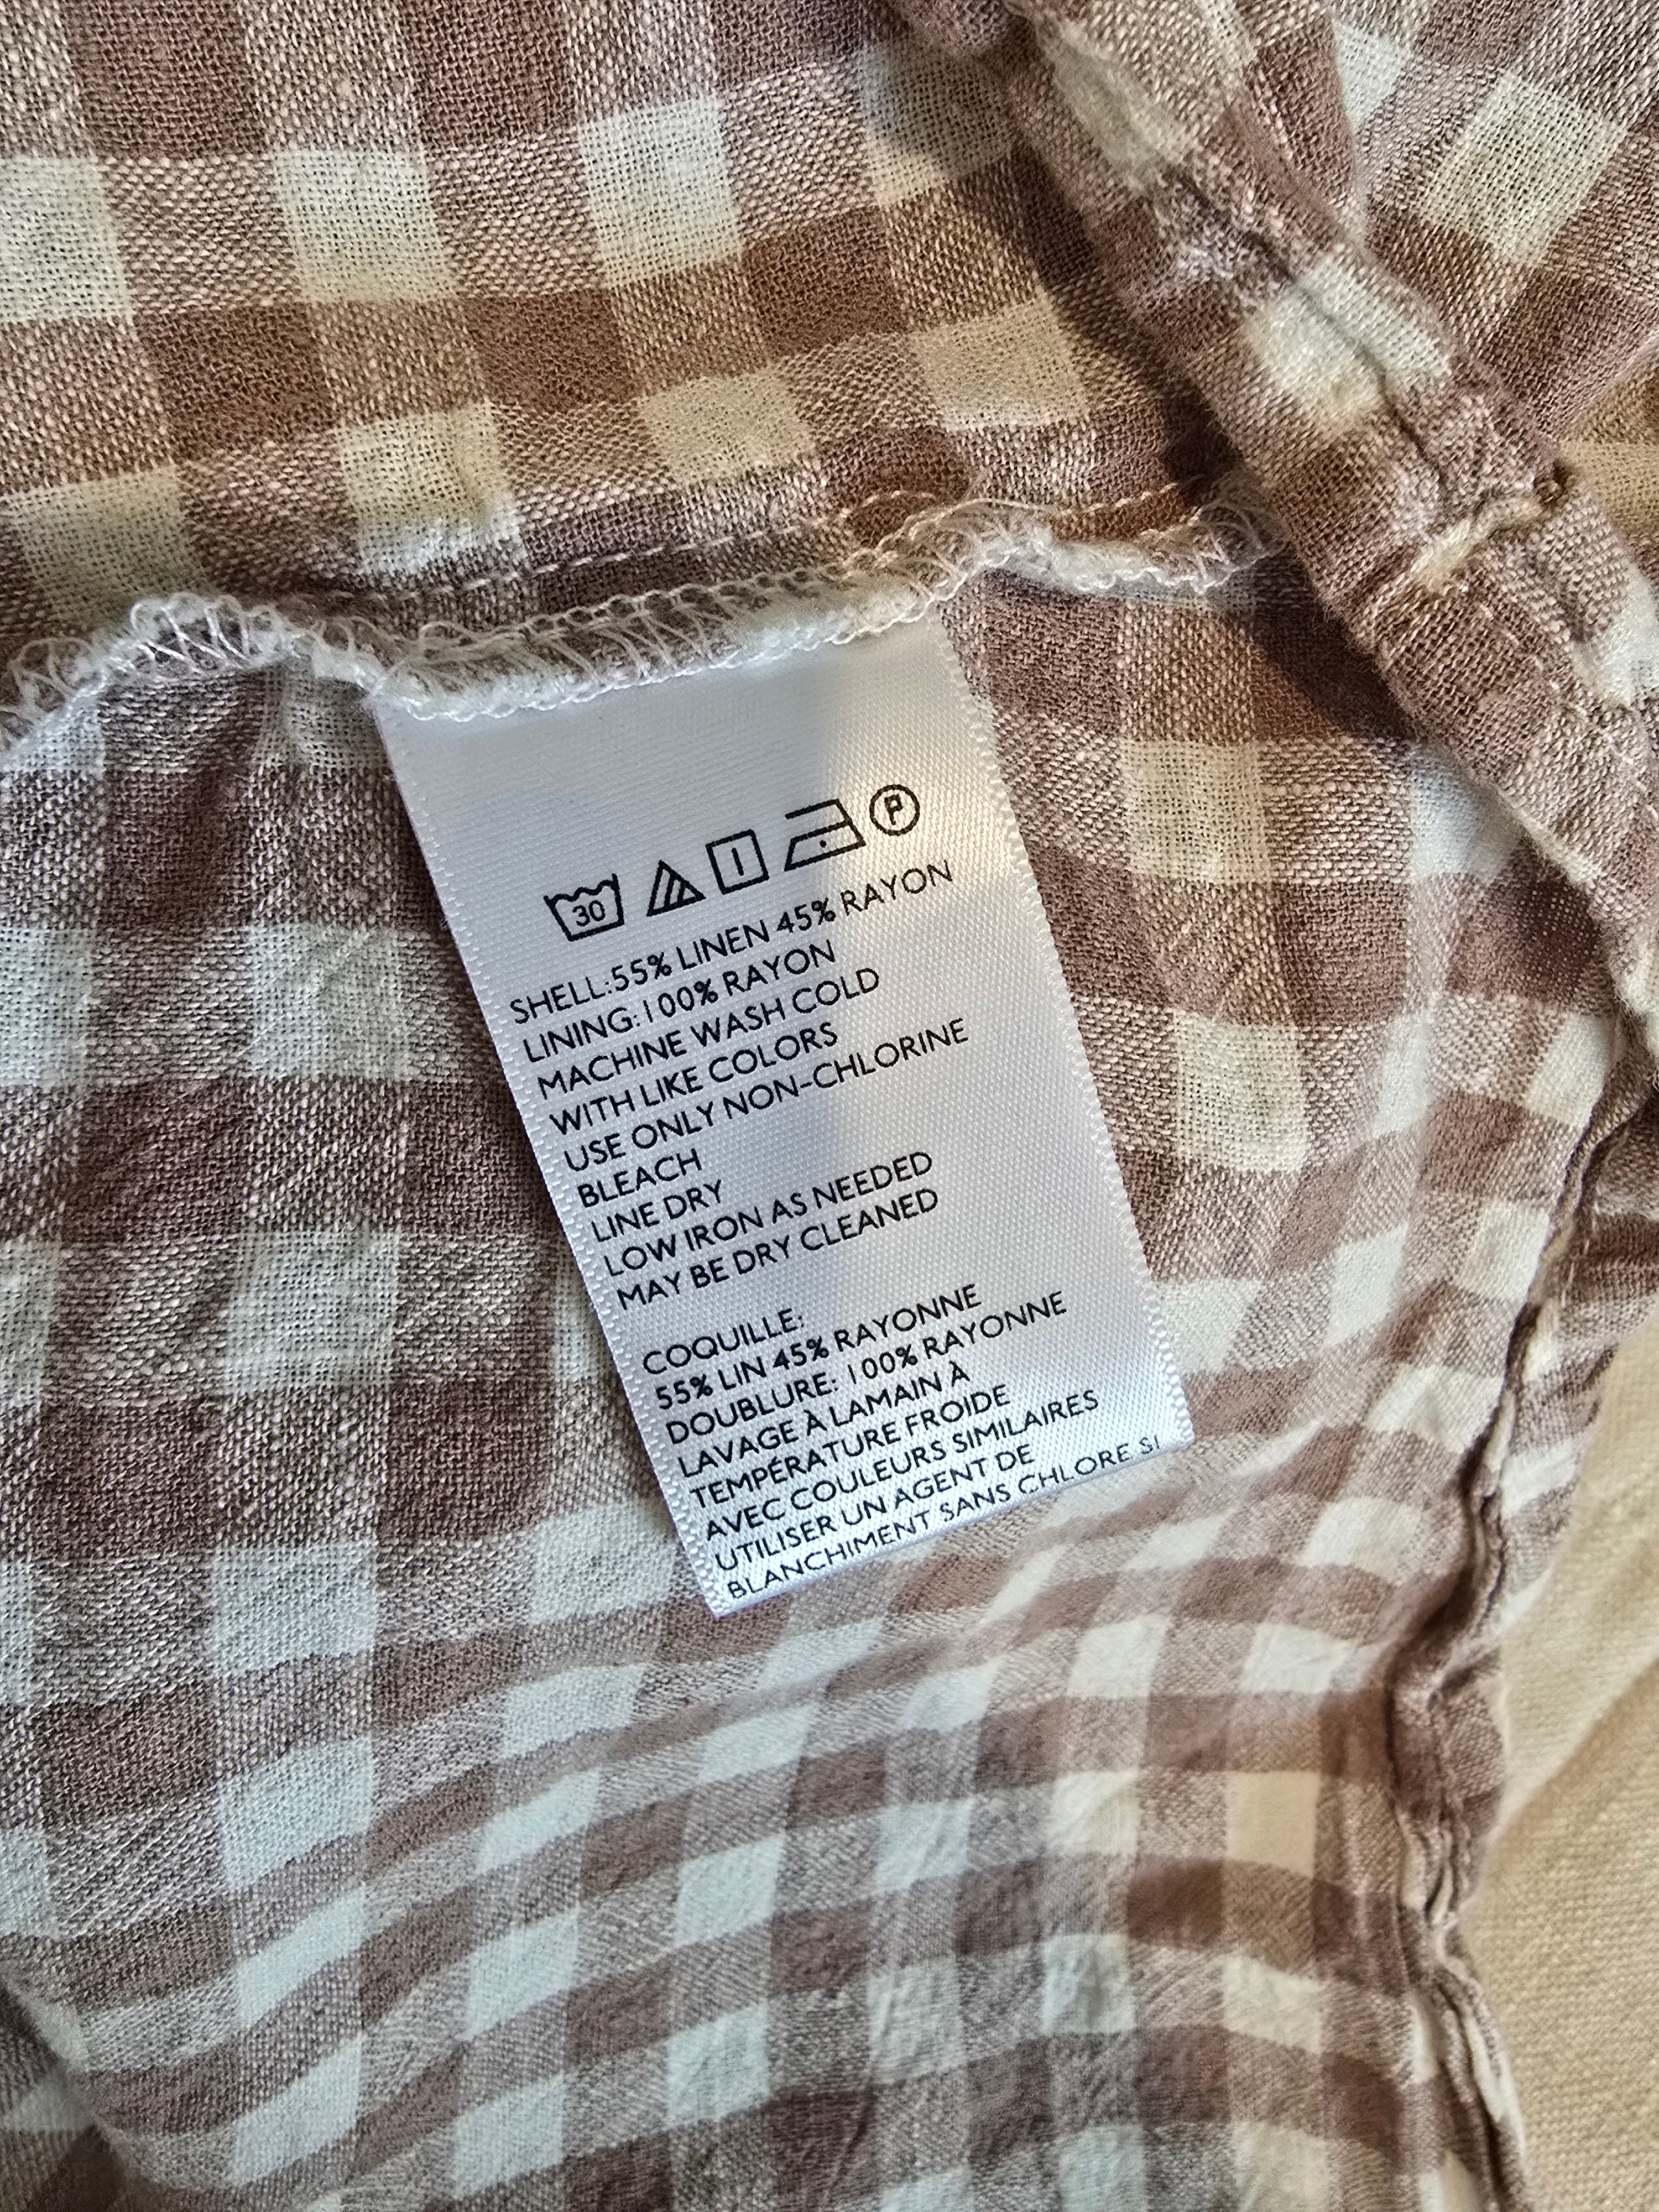 30 P
SHELL:55% LINEN 45% RAYON
LINING:100% RAYON
MACHINE WASH COLD
WITH LIKE COLORS
USE ONLY NON-CHLORINE
BLEACH
LINE DRY
LOW IRON AS NEEDED
MAY BE DRY CLEANED
COQUILLE:
55% LIN 45% RAYONNE
DOUBLURE: 100% RAYONNE
LAVAGE À LAMAIN À
TEMPÉRATURE FROIDE
AVEC COULEURS SIMILAIRES
UTILISER UN AGENT DE
BLANCHIMENT SANS CHLORE SI